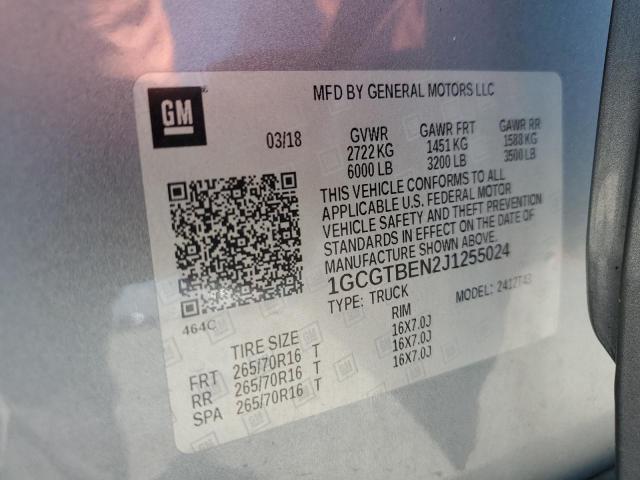 GM
MFD BY GENERAL MOTORS LLC
03/18
GVWR GAWR FRT GAWR RR
2722 KG 1451 KG 1588 KG
6000 LB 3200 LB 3500 LB
THIS VEHICLE CONFORMS TO ALL
APPLICABLE U.S. FEDERAL MOTOR
VEHICLE SAFETY AND THEFT PREVENTION
STANDARDS IN EFFECT ON THE DATE OF
MANUFACTURE SHOWN ABOVE.
1GCGTBEN2J1255024
TYPE: TRUCK MODEL: 2412T43
464C
TIRE SIZE RIM
FRT 265/70R16 T 16X7.0J
RR 265/70R16 T 16X7.0J
SPA 265/70R16 T 16X7.0J